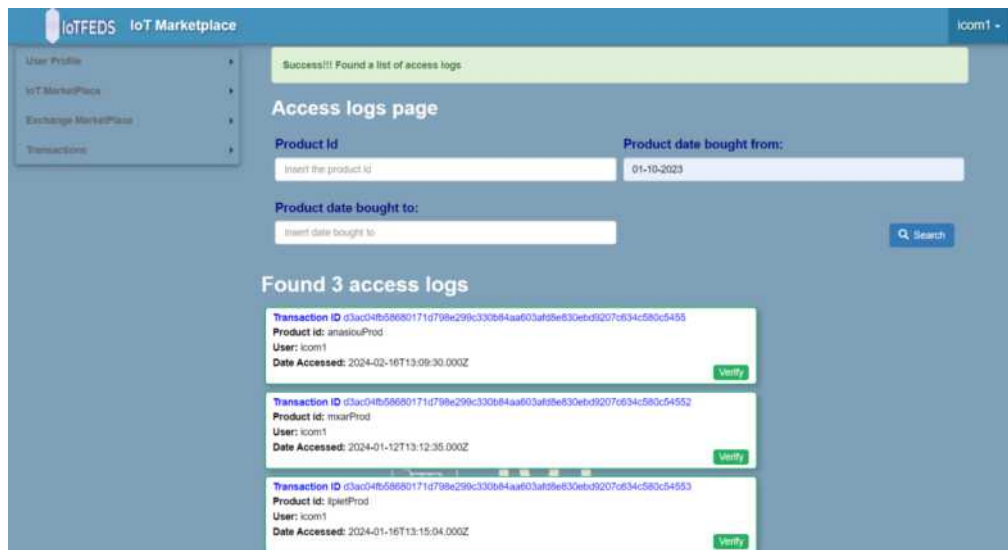 IoTFEDS IoT Marketplace
icom1
User Profile
IoT MarketPlace
Exchange MarketPlase
Transactions
Success!!! Found a list of access logs
Access logs page
Product Id
Product date bought from:
Insert the product id
01-10-2023
Product date bought to:
Insert date bought to
Search
Found 3 access logs
Transaction ID d3ac04fb58680171d798e299c330b84aa603afd8e830ebd9207c634c580c5455
Product id: anasiouProd
User: icom1
Date Accessed: 2024-02-16T13:09:30.000Z
Verify
Transaction ID d3ac04fb58680171d798e299c330b84aa603afd8e830ebd9207c634c580c54552
Product id: mxarProd
User: icom1
Date Accessed: 2024-01-12T13:12:35.000Z
Verify
Transaction ID d3ac04fb58680171d798e299c330b84aa603afd8e830ebd9207c634c580c54553
Product id: ilpietProd
User: icom1
Date Accessed: 2024-01-16T13:15:04.000Z
Verify